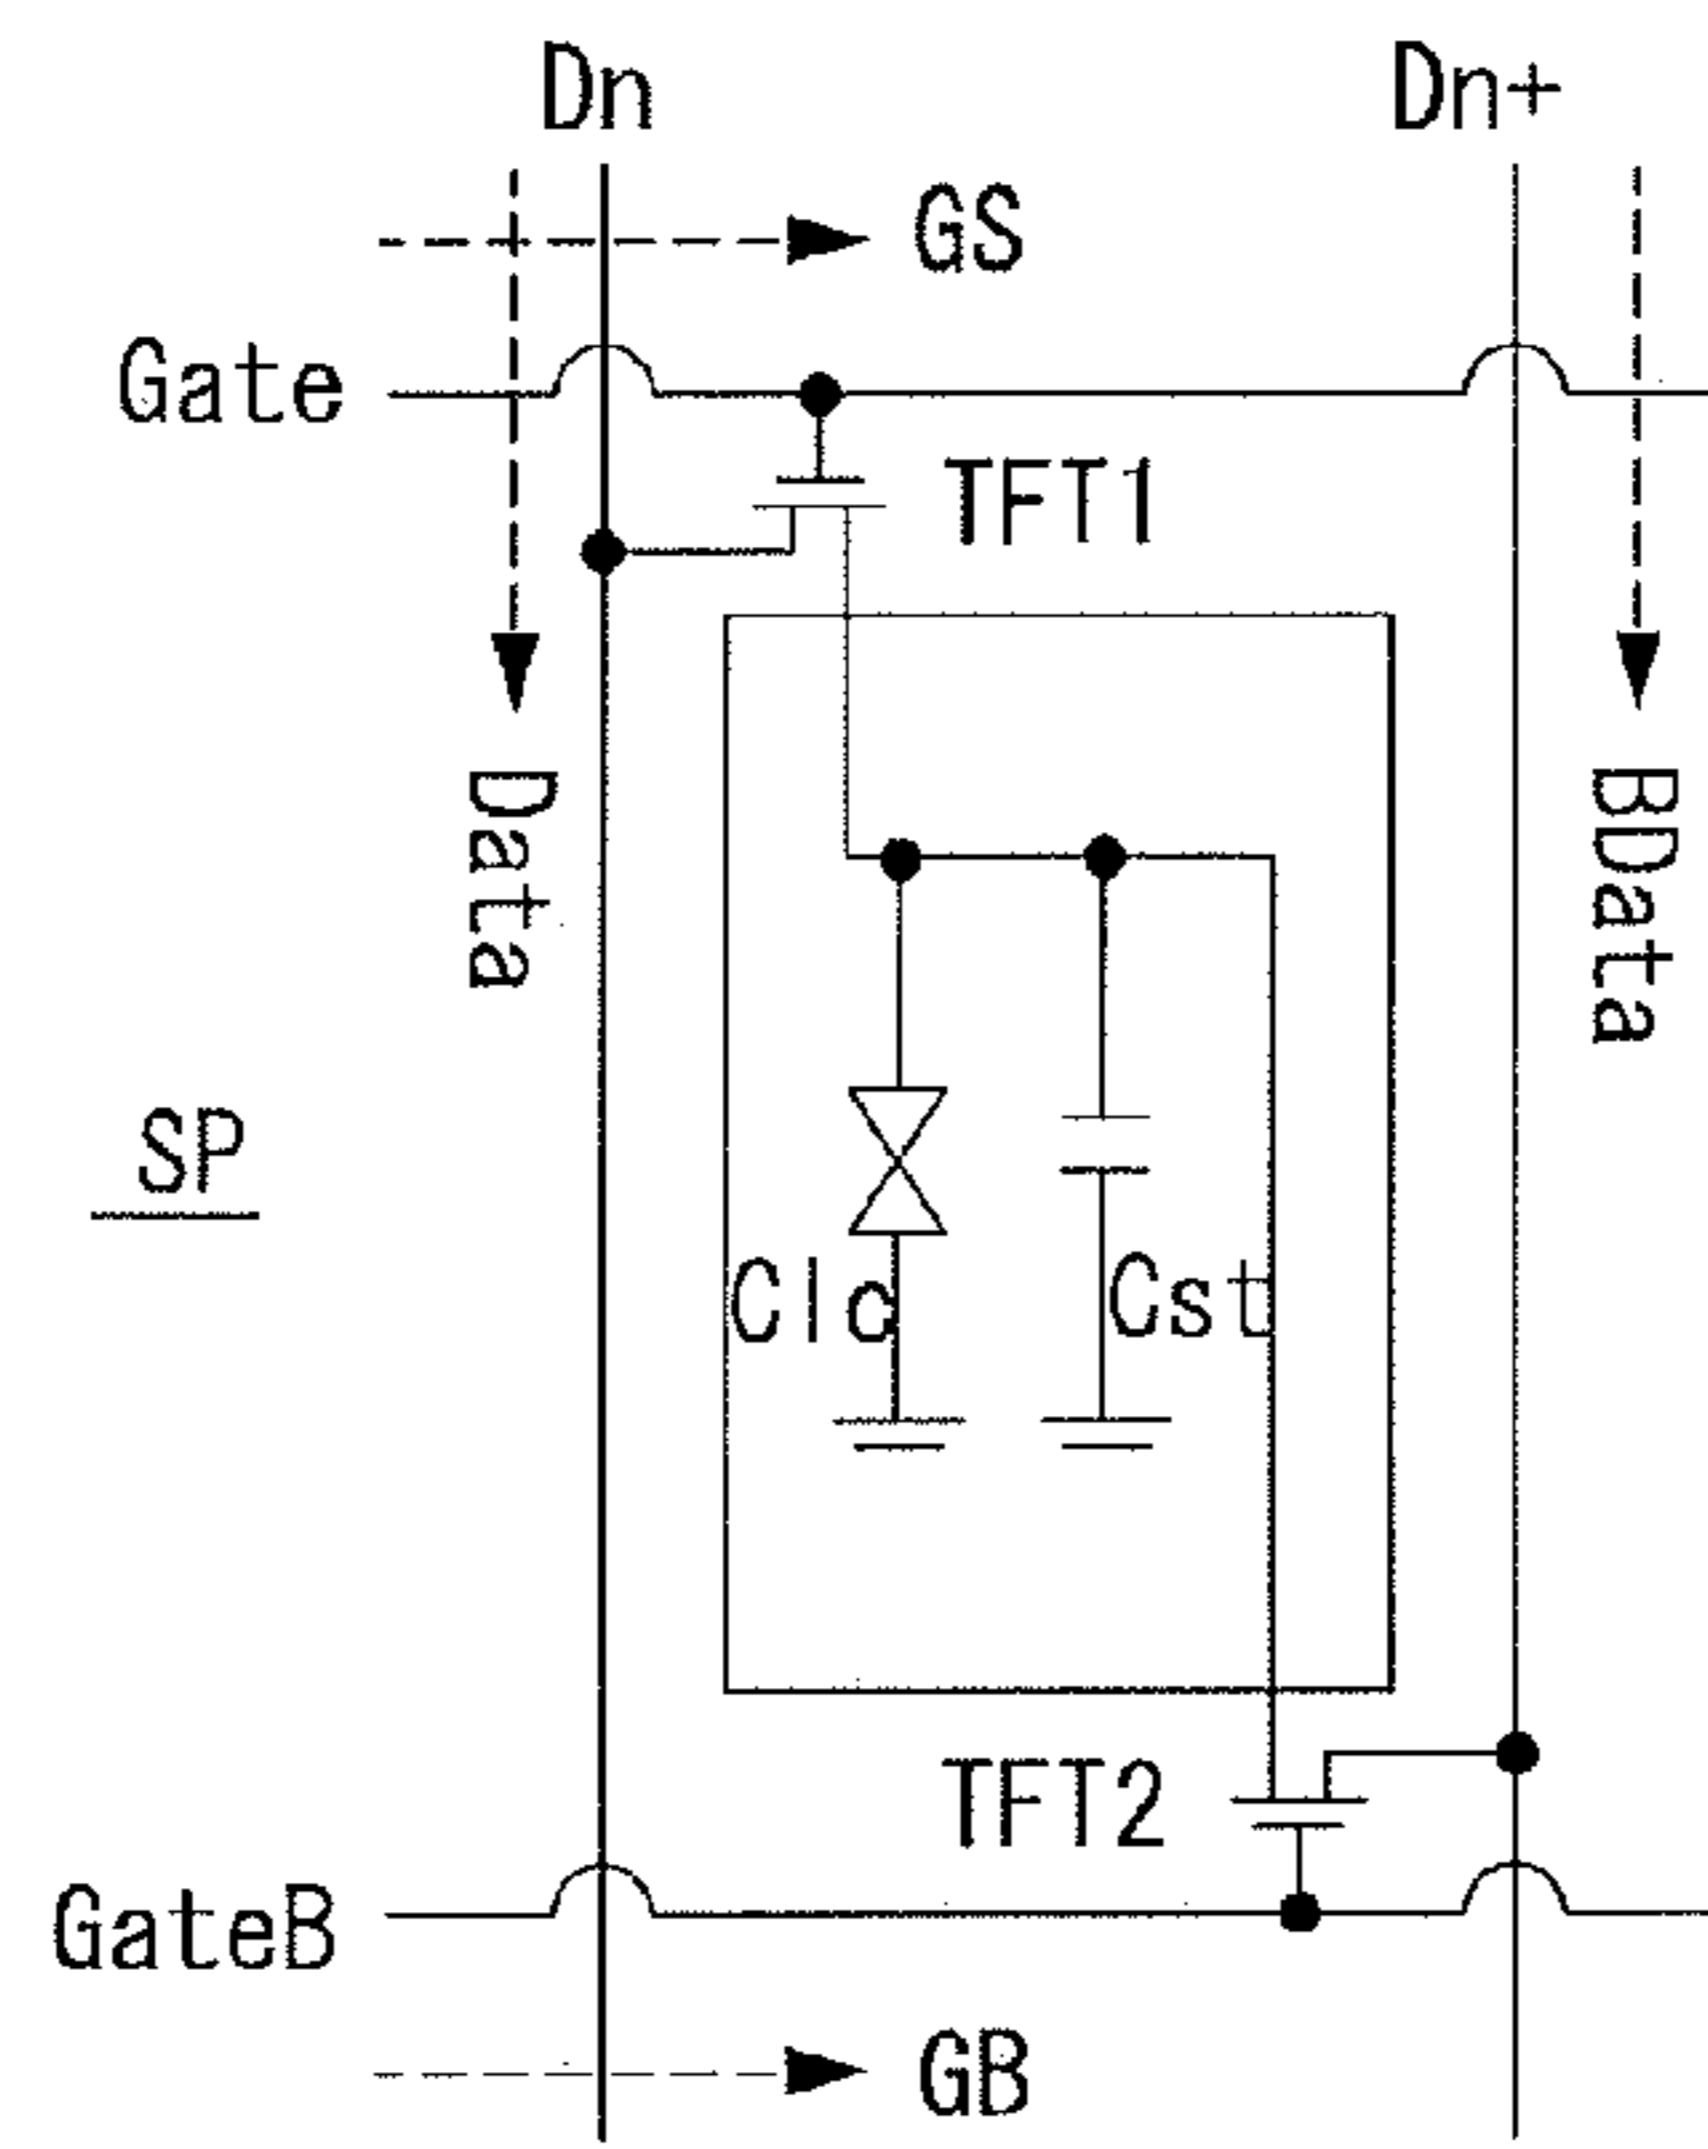 Dn Dn+
GS
Gate
TFT1
Data
BData
SP
Clc Cst
TFT2
GateB
GB